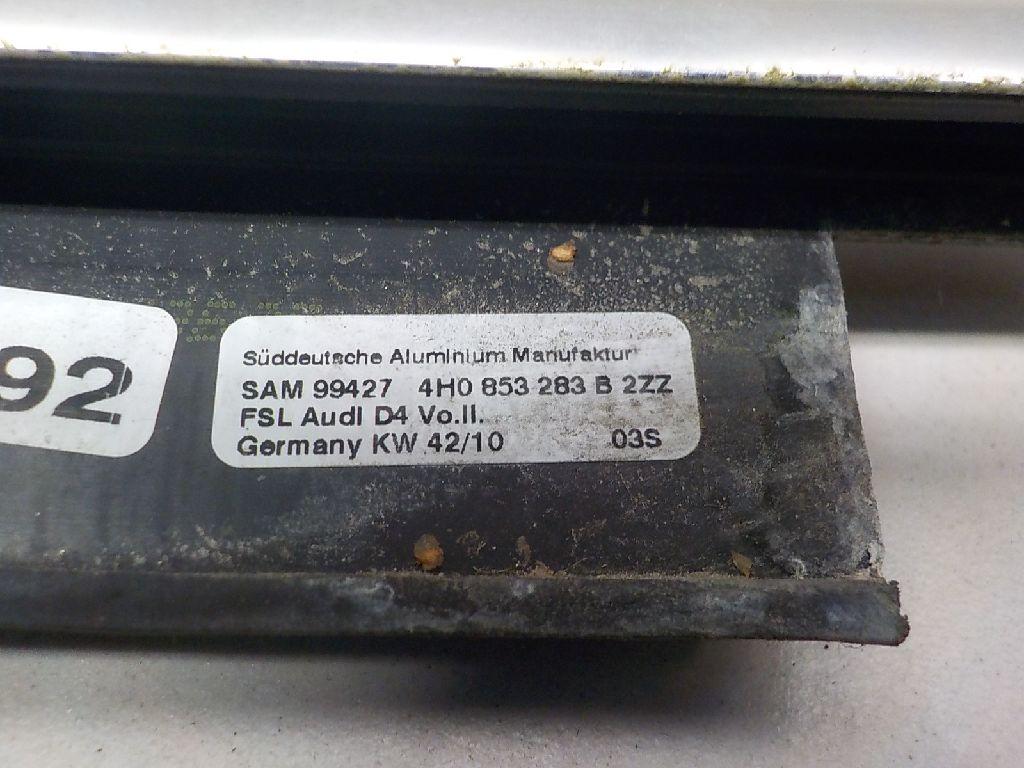 92
Süddeutsche Aluminium Manufaktur
SAM 99427 4H0 853 283 B 2ZZ
FSL Audi D4 Vo.li.
Germany KW 42/10 03S